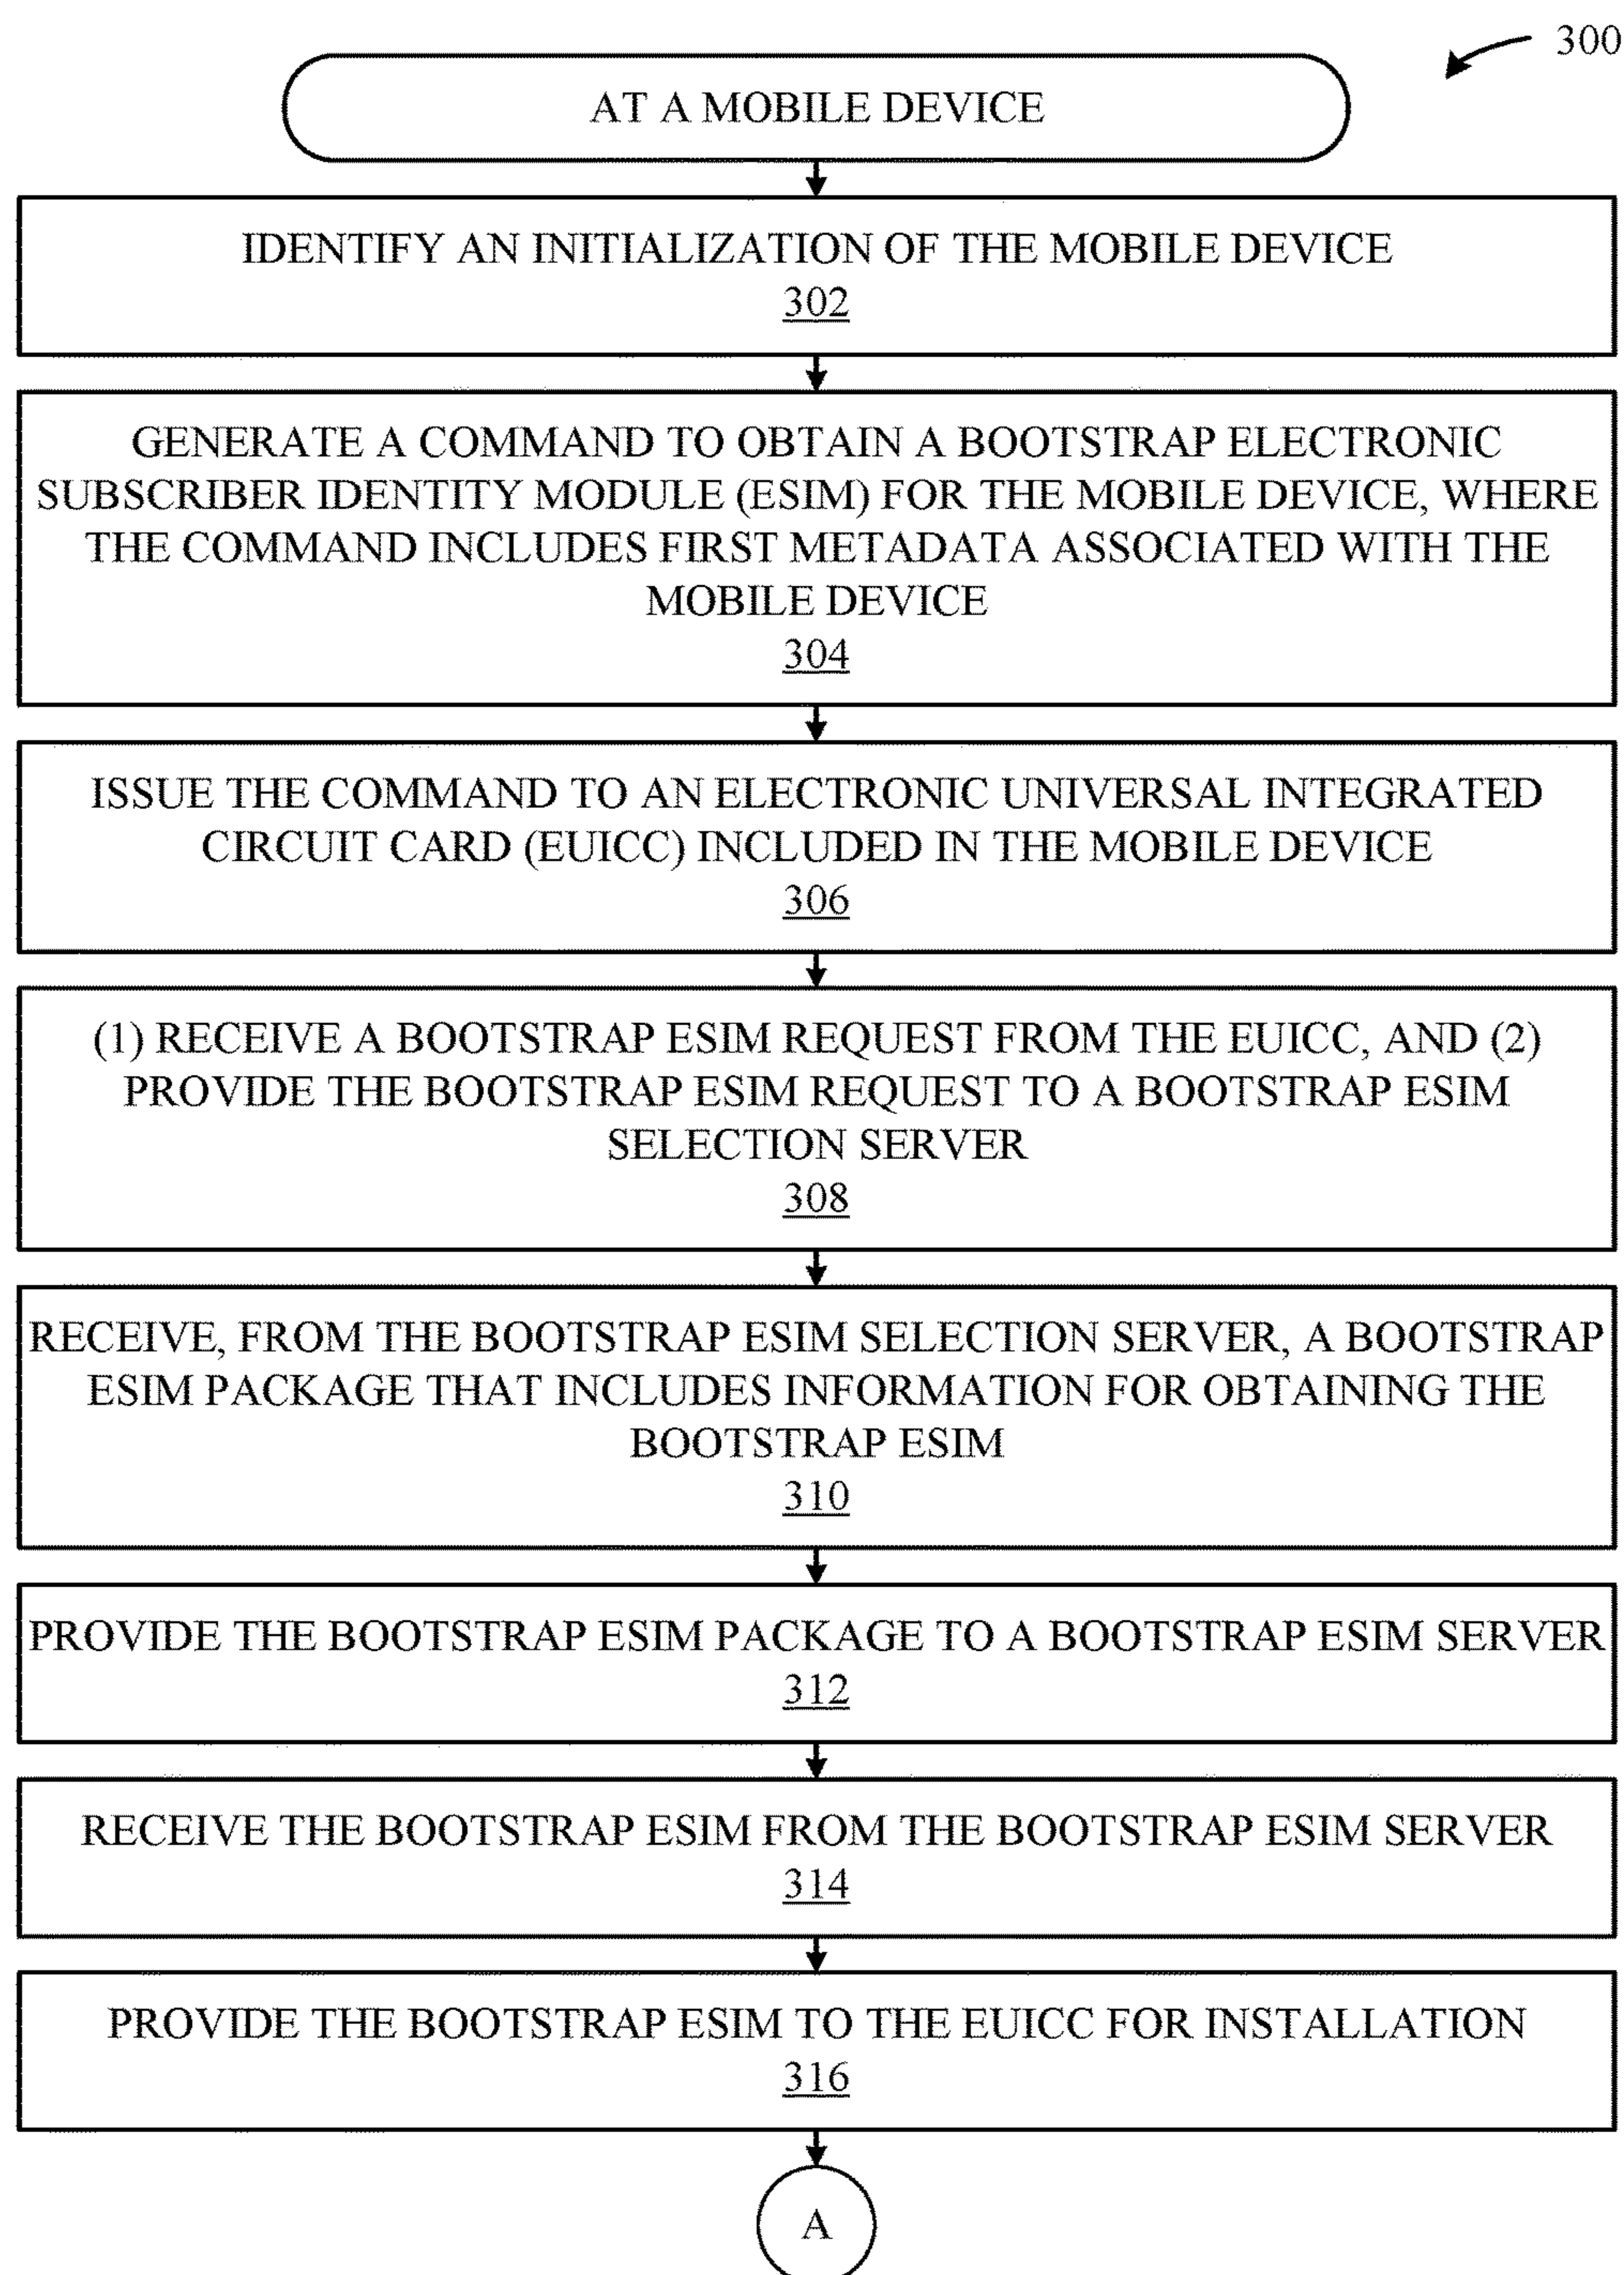 300
AT A MOBILE DEVICE
IDENTIFY AN INITIALIZATION OF THE MOBILE DEVICE
302
GENERATE A COMMAND TO OBTAIN A BOOTSTRAP ELECTRONIC
SUBSCRIBER IDENTITY MODULE (ESIM) FOR THE MOBILE DEVICE, WHERE
THE COMMAND INCLUDES FIRST METADATA ASSOCIATED WITH THE
MOBILE DEVICE
304
ISSUE THE COMMAND TO AN ELECTRONIC UNIVERSAL INTEGRATED
CIRCUIT CARD (EUICC) INCLUDED IN THE MOBILE DEVICE
306
(1) RECEIVE A BOOTSTRAP ESIM REQUEST FROM THE EUICC, AND (2)
PROVIDE THE BOOTSTRAP ESIM REQUEST TO A BOOTSTRAP ESIM
SELECTION SERVER
308
RECEIVE, FROM THE BOOTSTRAP ESIM SELECTION SERVER, A BOOTSTRAP
ESIM PACKAGE THAT INCLUDES INFORMATION FOR OBTAINING THE
BOOTSTRAP ESIM
310
PROVIDE THE BOOTSTRAP ESIM PACKAGE TO A BOOTSTRAP ESIM SERVER
312
RECEIVE THE BOOTSTRAP ESIM FROM THE BOOTSTRAP ESIM SERVER
314
PROVIDE THE BOOTSTRAP ESIM TO THE EUICC FOR INSTALLATION
316
A